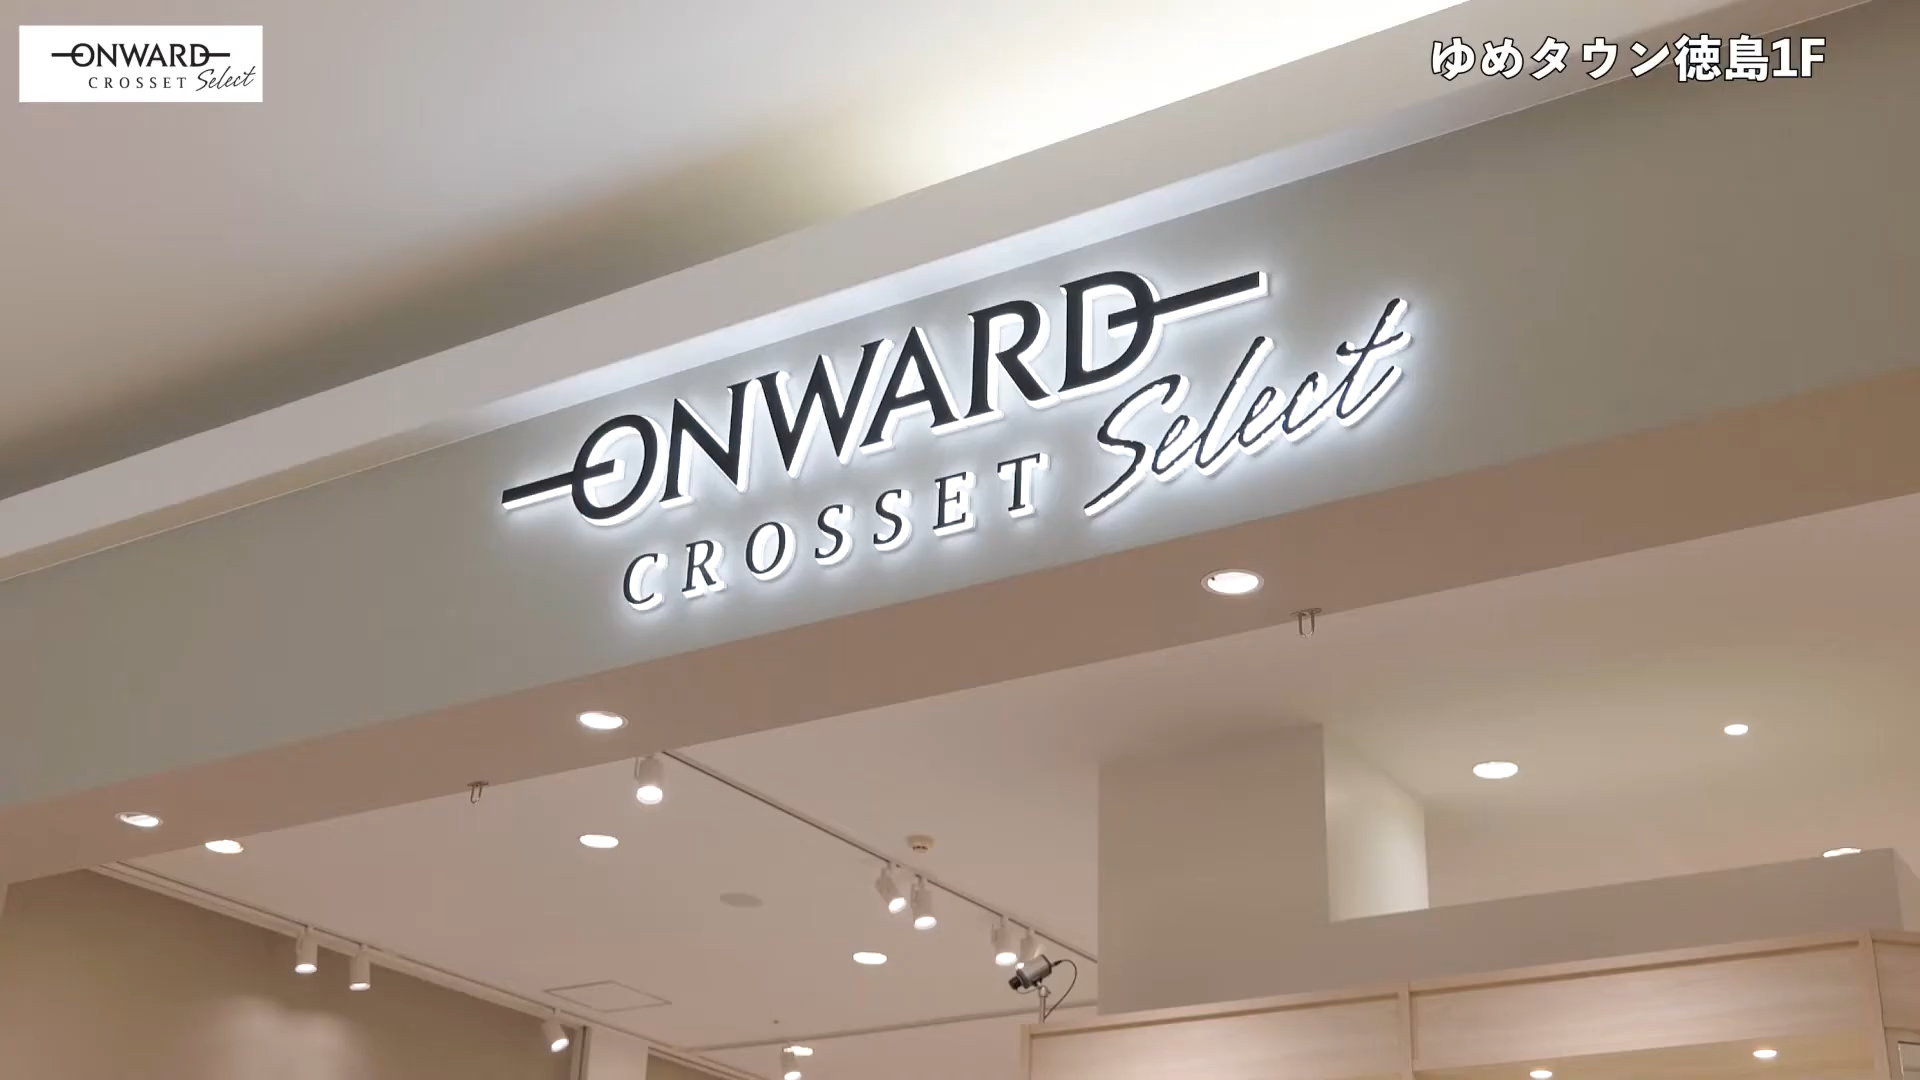 ONWARD
CROSSET Select
ゆめタウン徳島1F
ONWARD
CROSSET Select